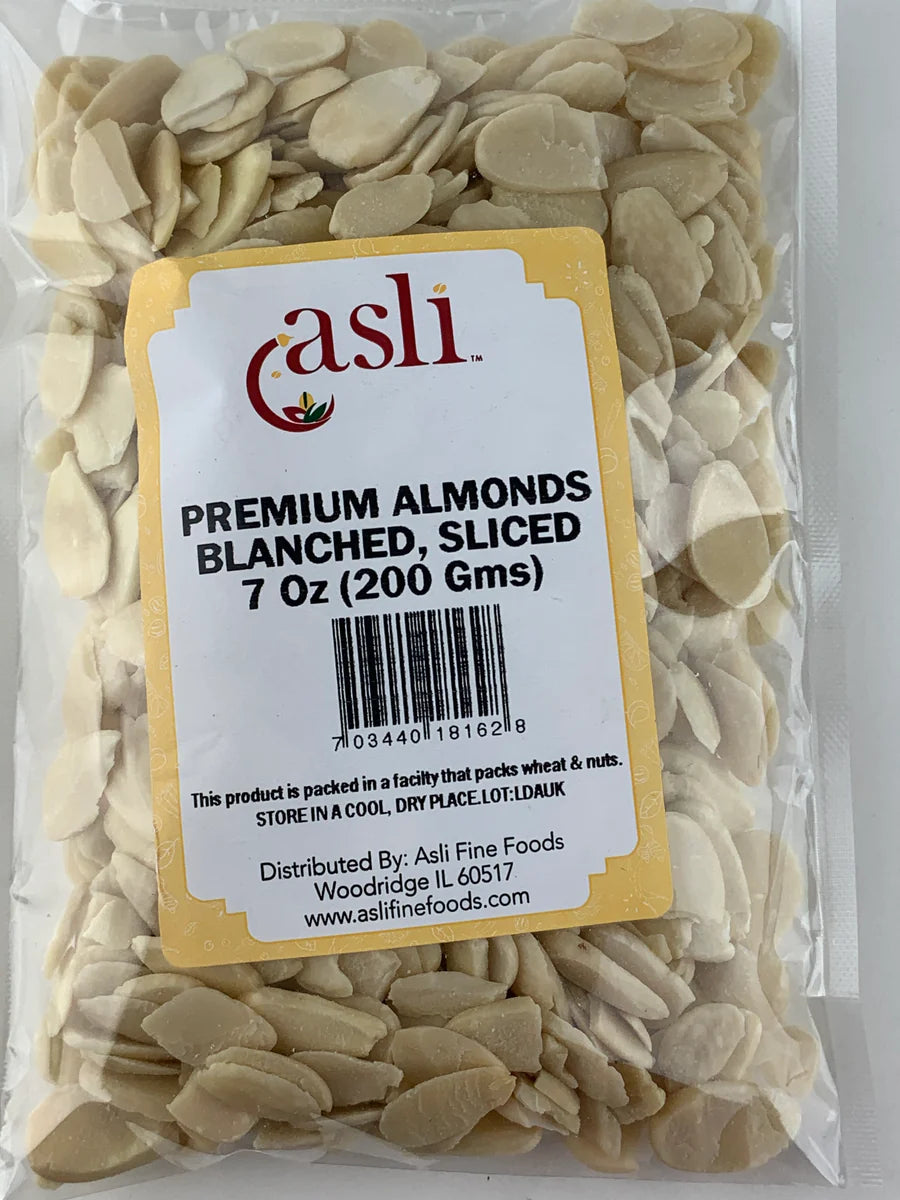 asli™
PREMIUM ALMONDS
BLANCHED, SLICED
7 Oz (200 Gms)
7 03440 18162 8
This product is packed in a facilty that packs wheat & nuts.
STORE IN A COOL, DRY PLACE.LOT:LDAUK
Distributed By: Asli Fine Foods
Woodridge IL 60517
www.aslifinefoods.com